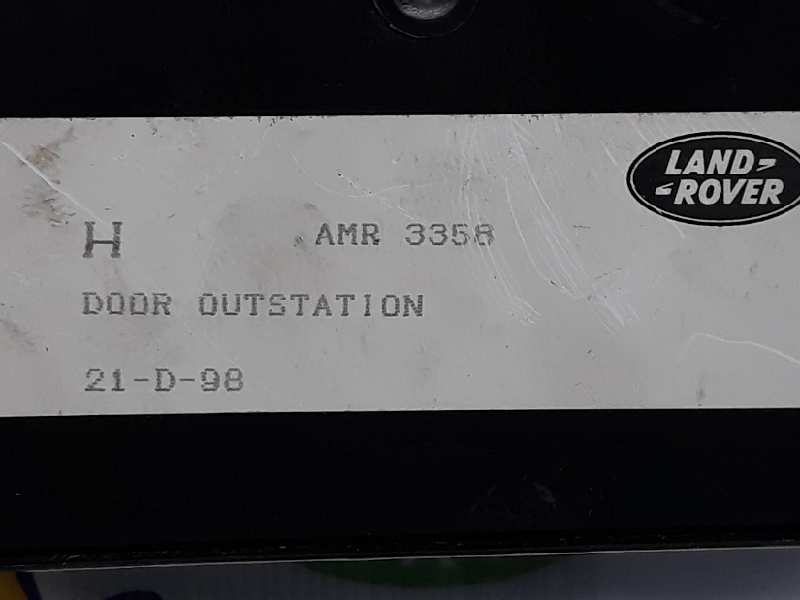 LAND
ROVER
H AMR 3358
DOOR OUTSTATION
21-D-98